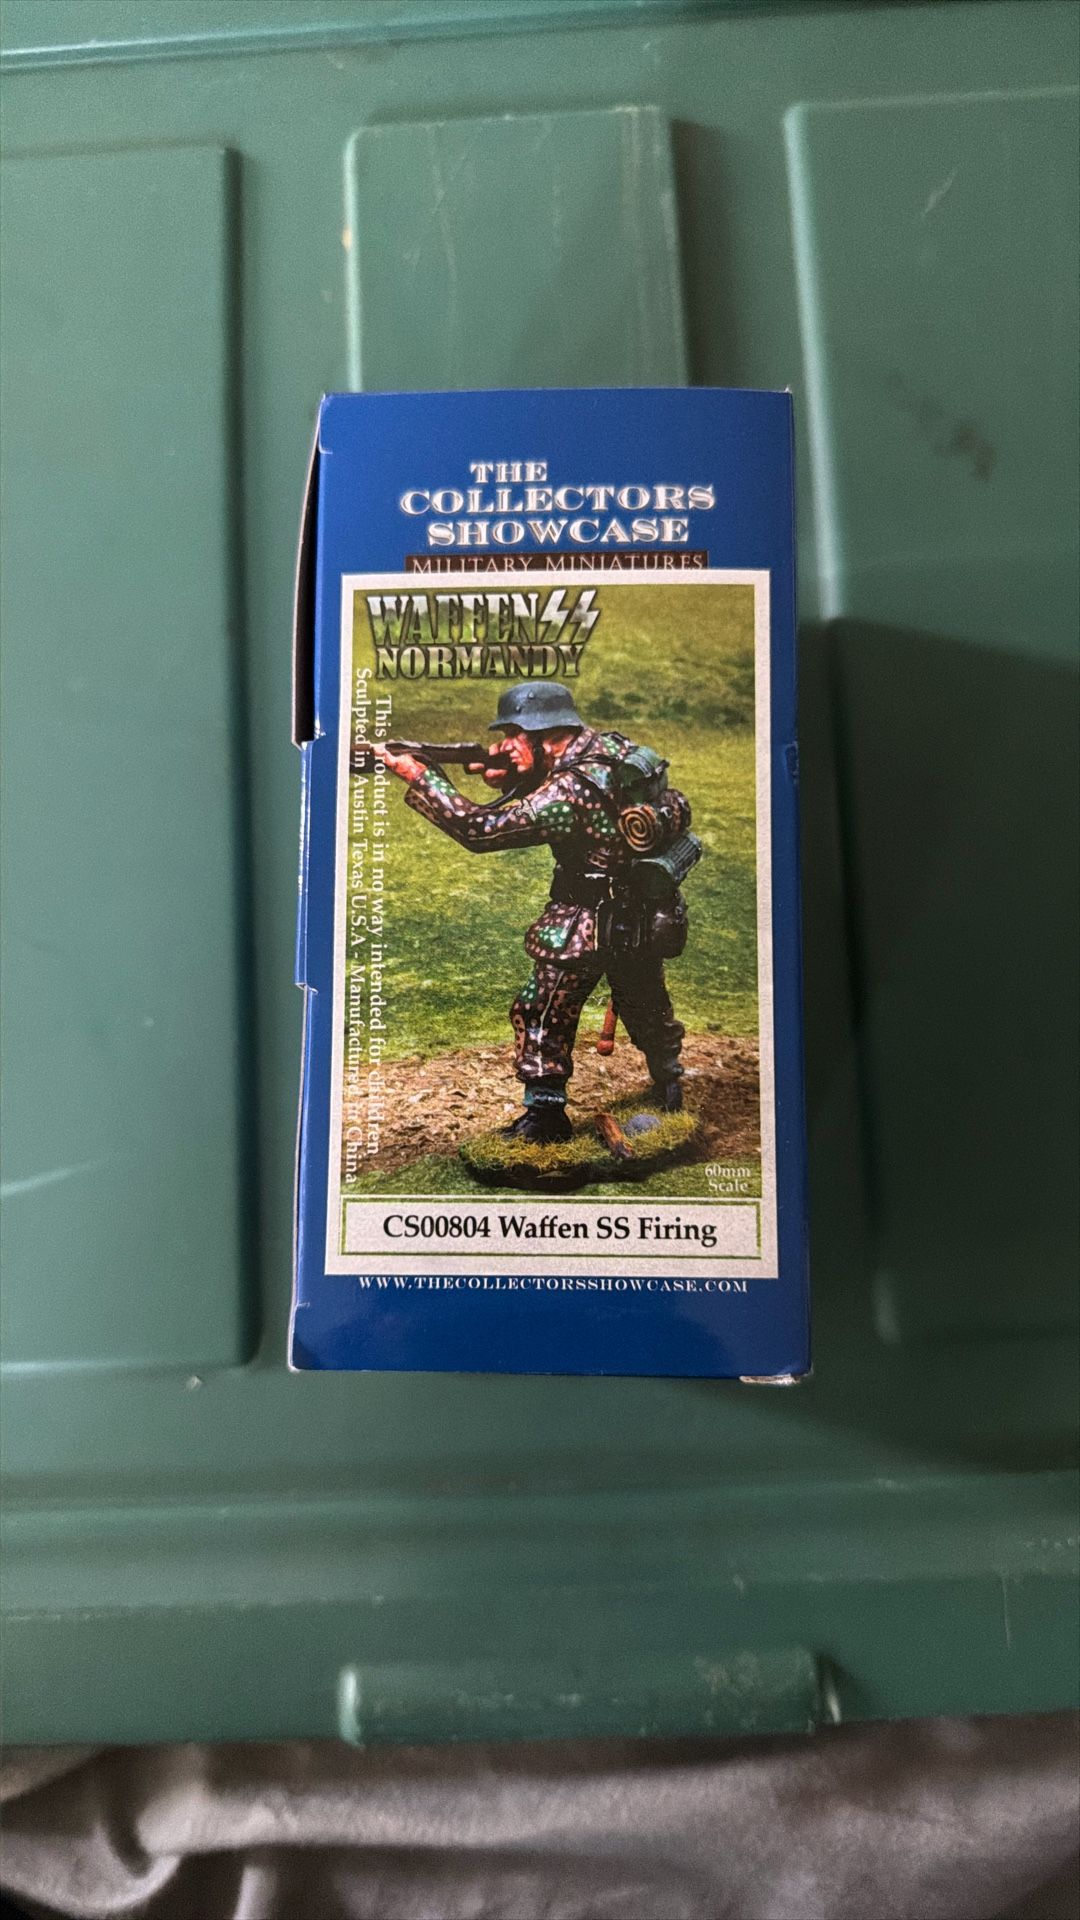 THE
COLLECTORS
SHOWCASE
MILITARY MINIATURES
WAFFEN SS
NORMANDY
This product is in no way intended for children
Sculpted in Austin Texas U.S.A - Manufactured in China
60mm
Scale
CS00804 Waffen SS Firing
WWW.THECOLLECTORSSHOWCASE.COM